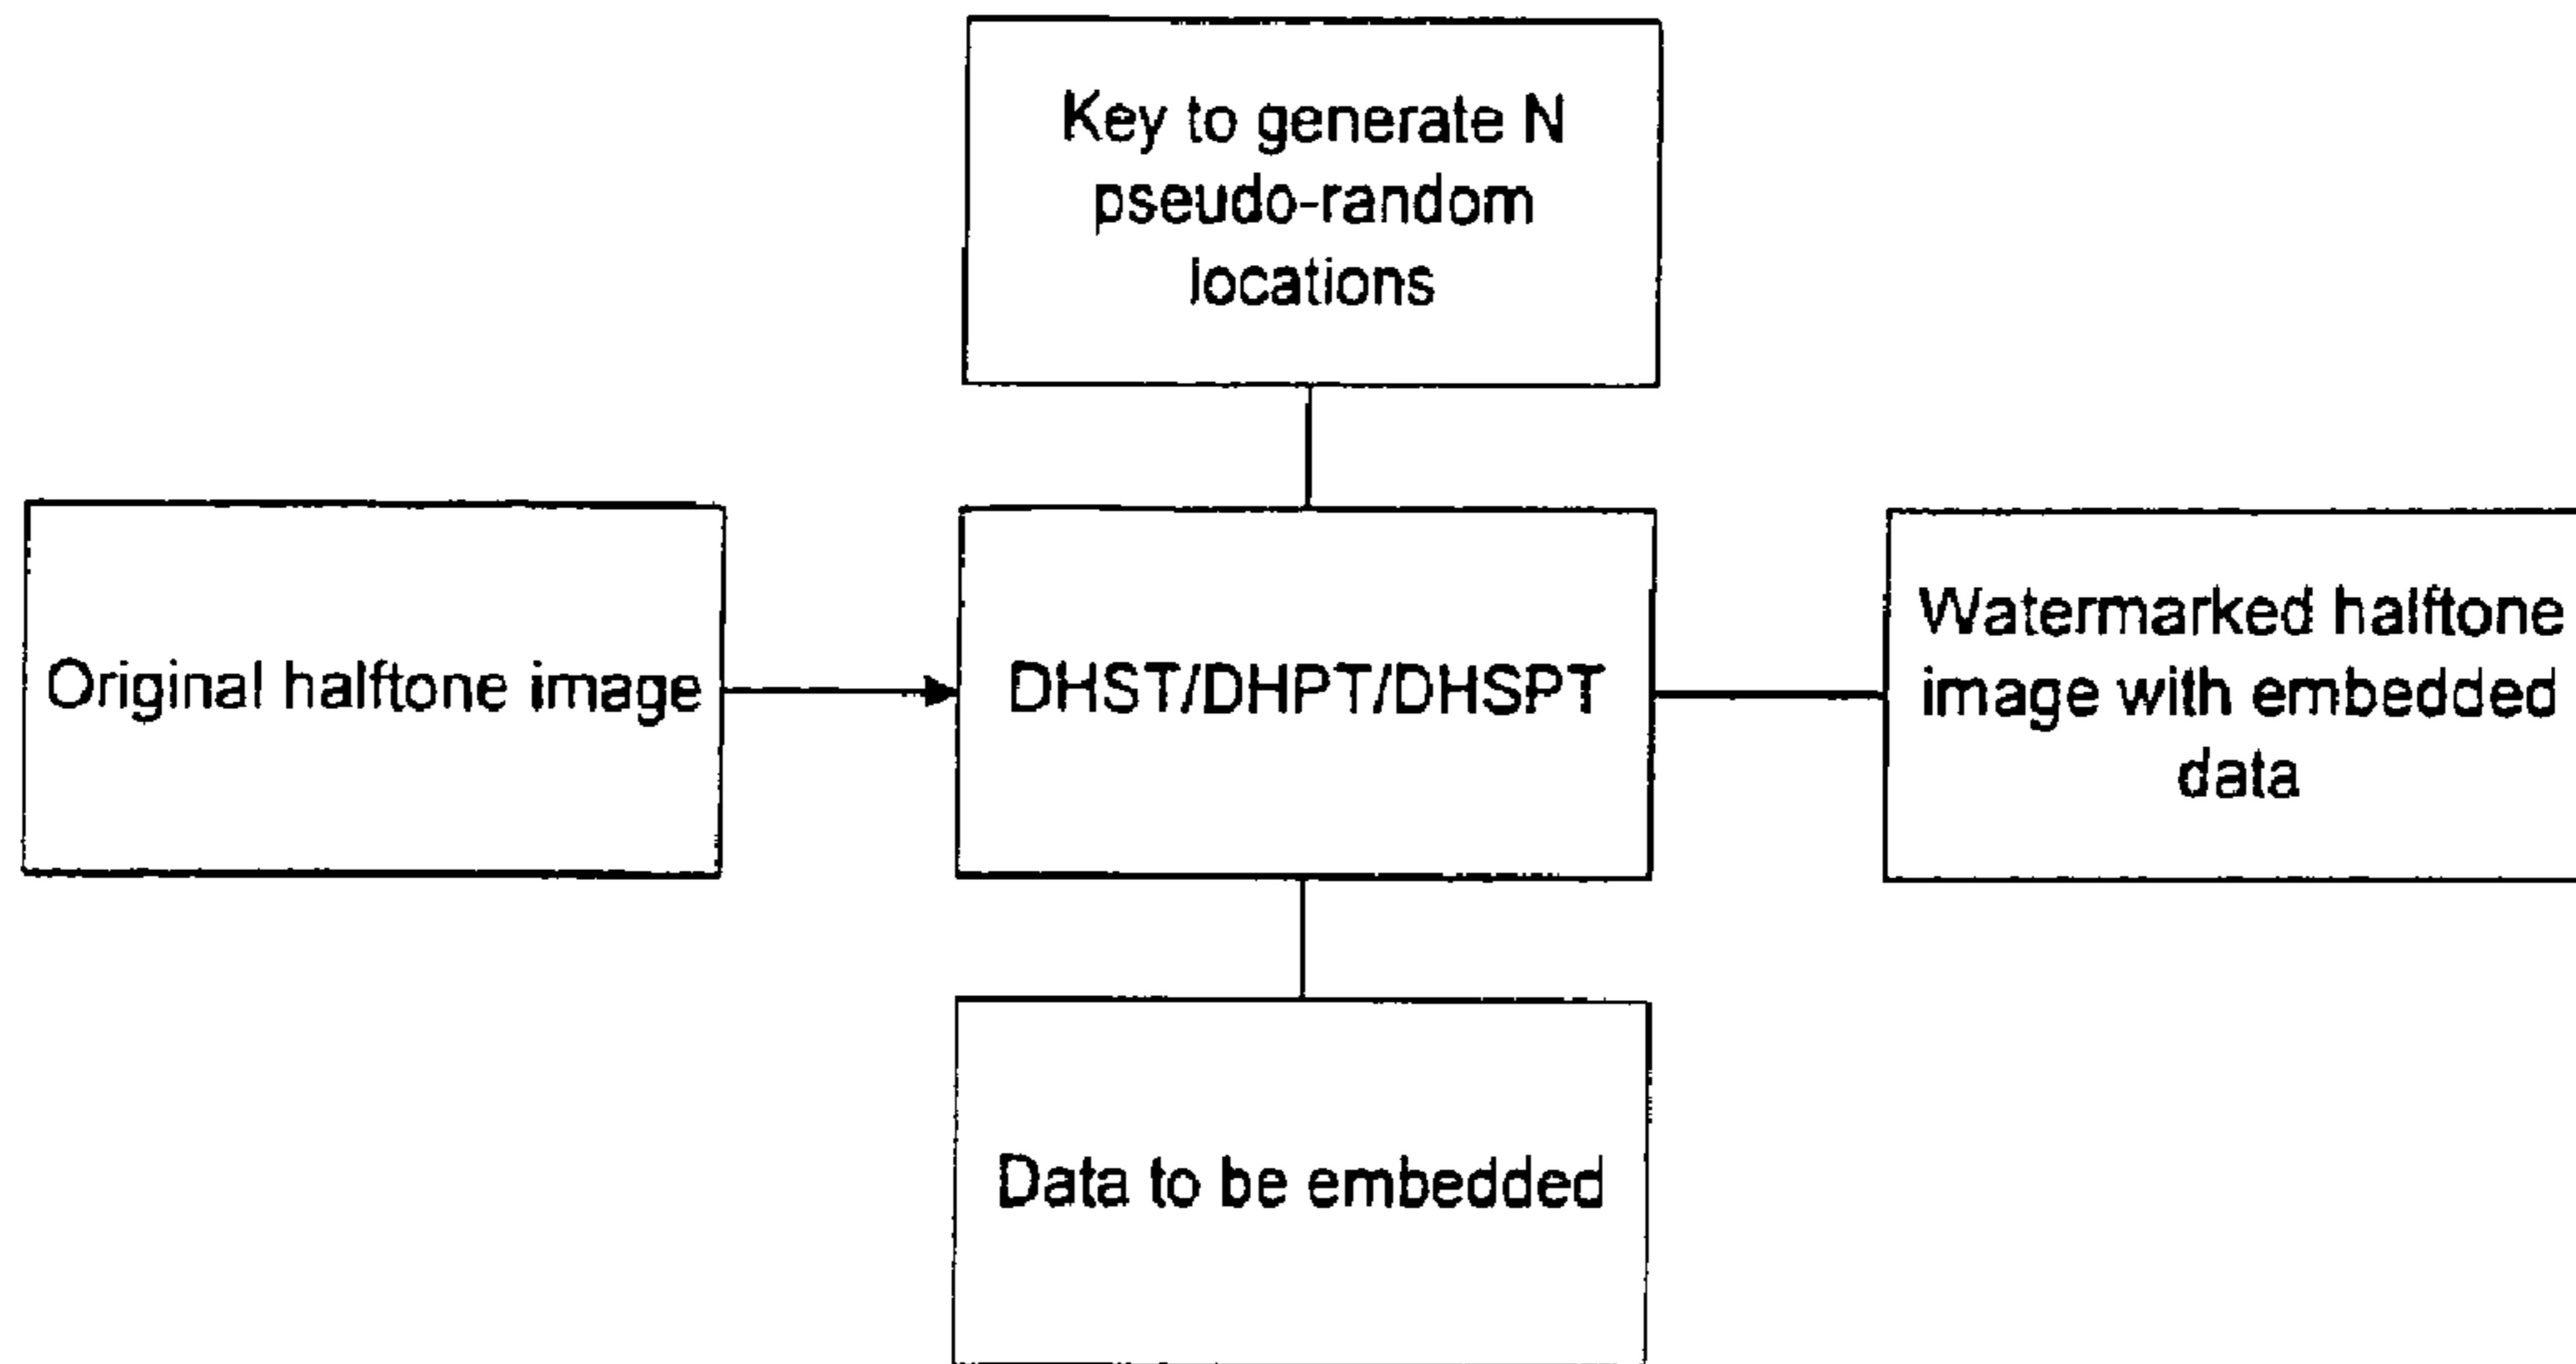 Key to generate N
pseudo-random
locations
Original halftone image
DHST/DHPT/DHSPT
Watermarked halftone
image with embedded
data
Data to be embedded